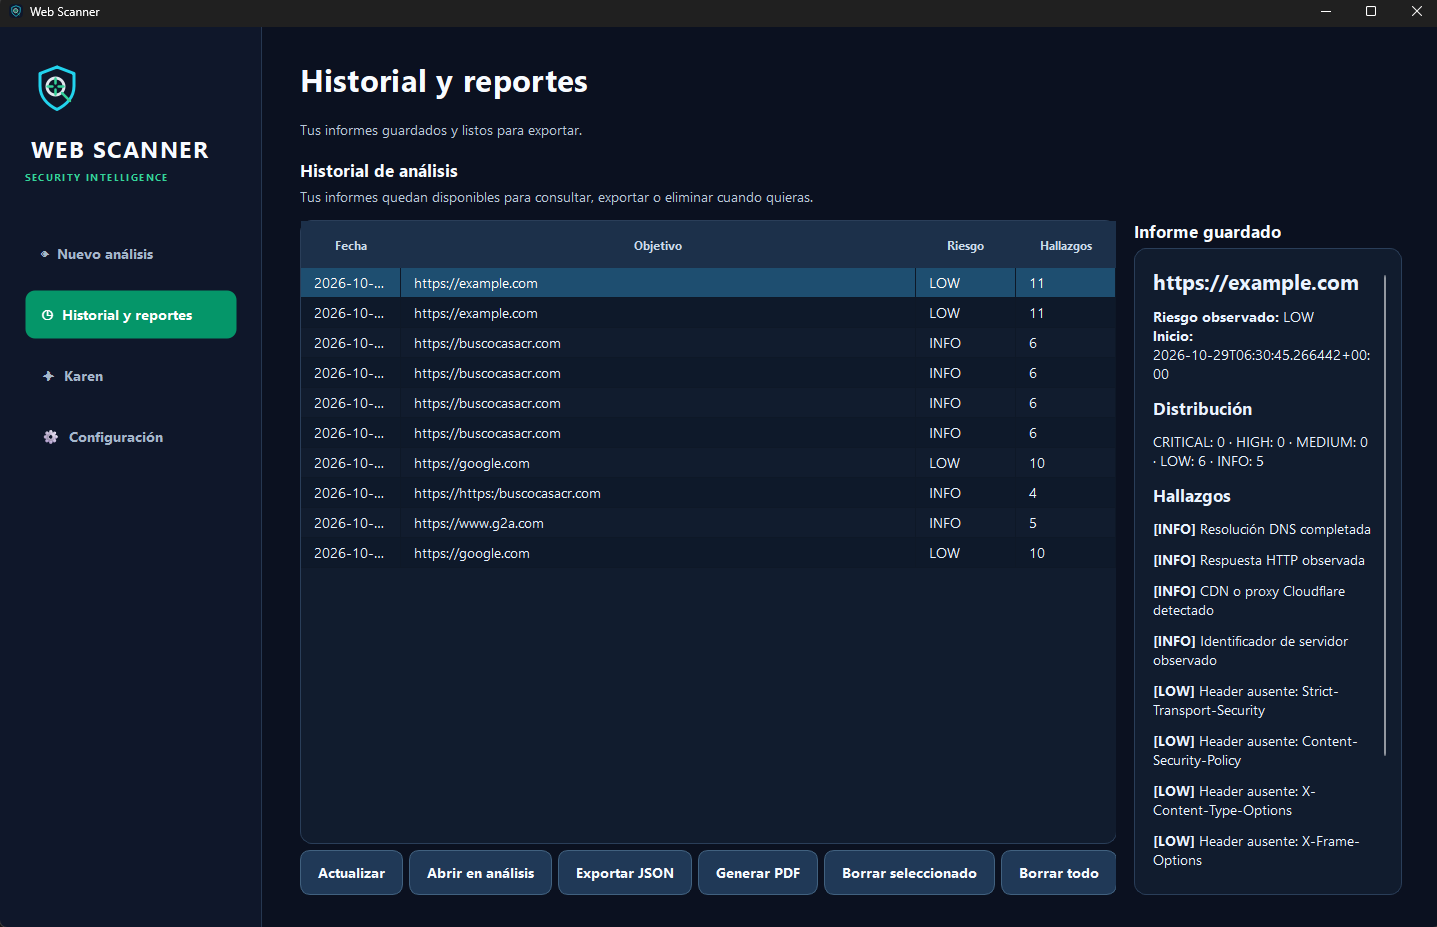 Web Scanner
WEB SCANNER
SECURITY INTELLIGENCE
Nuevo análisis
Historial y reportes
Karen
Configuración
Historial y reportes
Tus informes guardados y listos para exportar.
Historial de análisis
Tus informes quedan disponibles para consultar, exportar o eliminar cuando quieras.
Fecha Objetivo Riesgo Hallazgos
2026-10-... https://example.com LOW 11
2026-10-... https://example.com LOW 11
2026-10-... https://buscocasacr.com INFO 6
2026-10-... https://buscocasacr.com INFO 6
2026-10-... https://buscocasacr.com INFO 6
2026-10-... https://buscocasacr.com INFO 6
2026-10-... https://google.com LOW 10
2026-10-... https://https:/buscocasacr.com INFO 4
2026-10-... https://www.g2a.com INFO 5
2026-10-... https://google.com LOW 10
Actualizar Abrir en análisis Exportar JSON Generar PDF Borrar seleccionado Borrar todo
Informe guardado
https://example.com
Riesgo observado: LOW
Inicio:
2026-10-29T06:30:45.266442+00:
00
Distribución
CRITICAL: 0 · HIGH: 0 · MEDIUM: 0
· LOW: 6 · INFO: 5
Hallazgos
[INFO] Resolución DNS completada
[INFO] Respuesta HTTP observada
[INFO] CDN o proxy Cloudflare
detectado
[INFO] Identificador de servidor
observado
[LOW] Header ausente: Strict-
Transport-Security
[LOW] Header ausente: Content-
Security-Policy
[LOW] Header ausente: X-
Content-Type-Options
[LOW] Header ausente: X-Frame-
Options